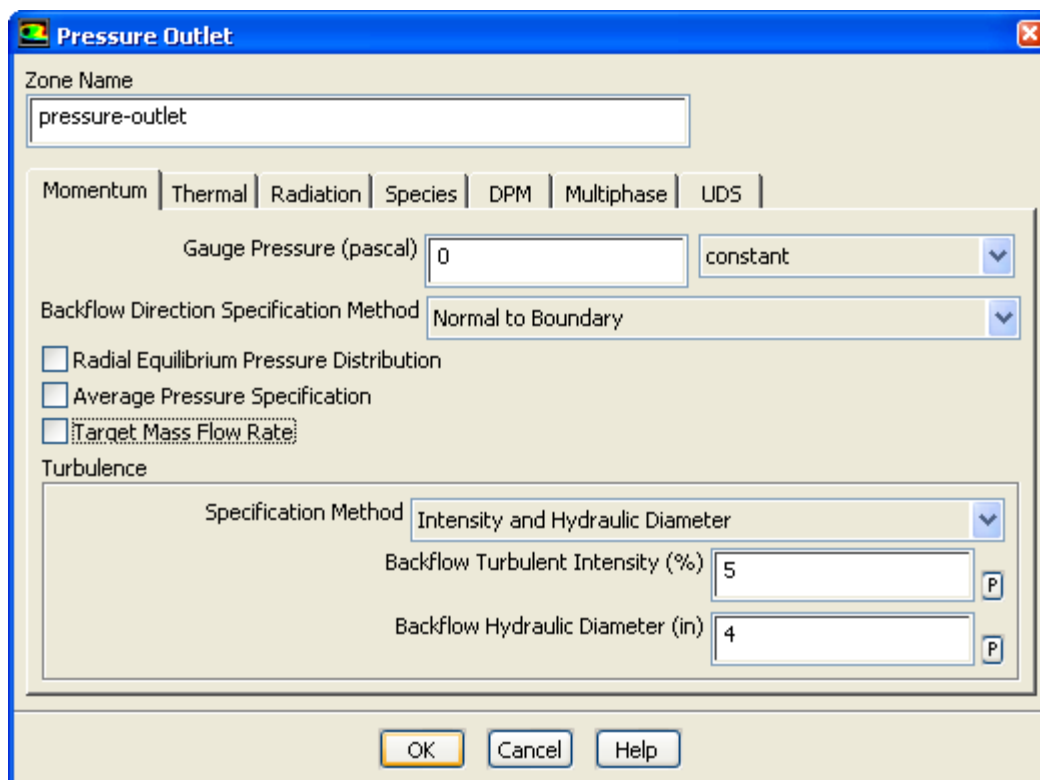 Pressure Outlet
Zone Name
pressure-outlet
Momentum Thermal Radiation Species DPM Multiphase UDS
Gauge Pressure (pascal) 0 constant
Backflow Direction Specification Method Normal to Boundary
Radial Equilibrium Pressure Distribution
Average Pressure Specification
Target Mass Flow Rate
Turbulence
Specification Method Intensity and Hydraulic Diameter
Backflow Turbulent Intensity (%) 5 P
Backflow Hydraulic Diameter (in) 4 P
OK Cancel Help